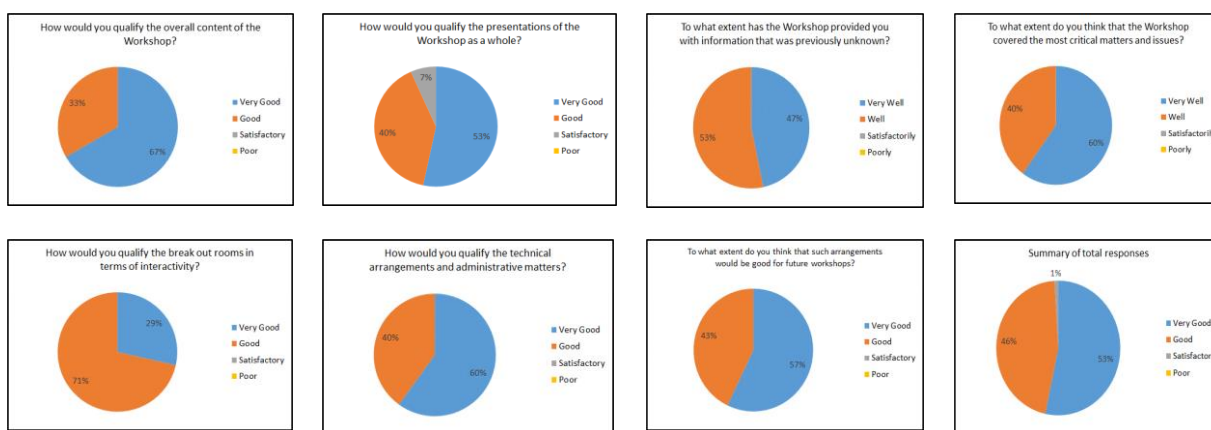 How would you qualify the overall content of the
Workshop?
33%
67%
Very Good
Good
Satisfactory
Poor
How would you qualify the presentations of the
Workshop as a whole?
7%
40%
53%
Very Good
Good
Satisfactory
Poor
To what extent has the Workshop provided you
with information that was previously unknown?
47%
53%
Very Well
Well
Satisfactorily
Poorly
To what extent do you think that the Workshop
covered the most critical matters and issues?
40%
60%
Very Well
Well
Satisfactorily
Poorly
How would you qualify the break out rooms in
terms of interactivity?
29%
71%
Very Good
Good
Satisfactory
Poor
How would you qualify the technical
arrangements and administrative matters?
40%
60%
Very Good
Good
Satisfactory
Poor
To what extent do you think that such arrangements
would be good for future workshops?
43%
57%
Very Good
Good
Satisfactory
Poor
Summary of total responses
1%
46%
53%
Very Good
Good
Satisfactor
Poor